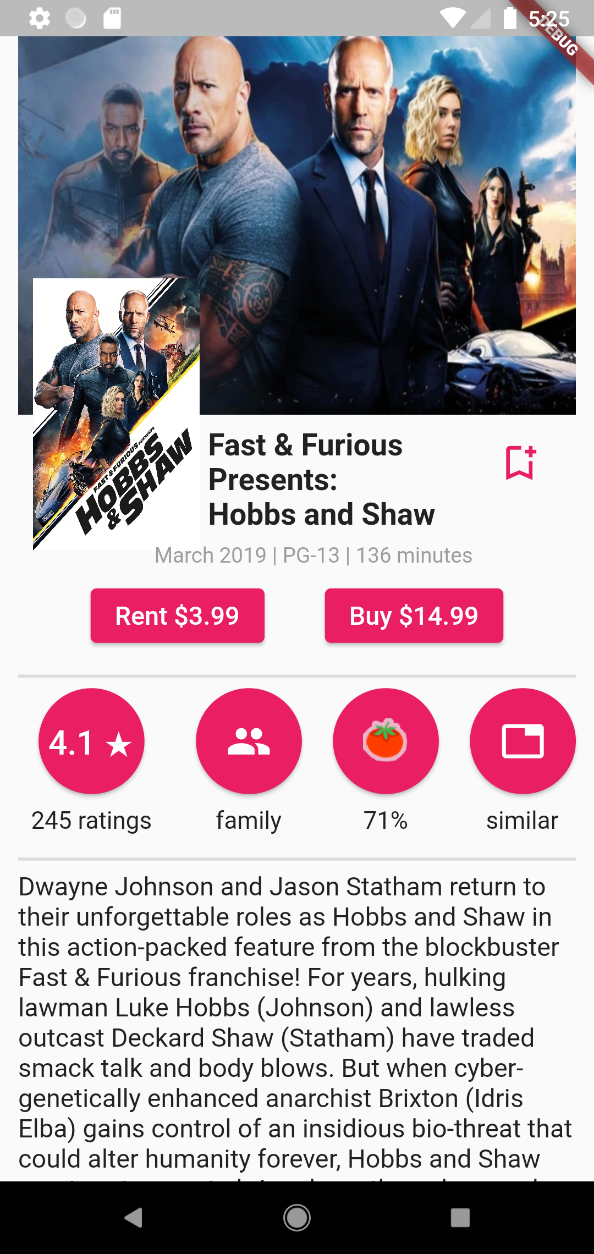 5:25
DEBUG
FAST & FURIOUS
HOBBS
& SHAW
Fast & Furious
Presents:
Hobbs and Shaw
March 2019 | PG-13 | 136 minutes
Rent $3.99
Buy $14.99
4.1 ★
245 ratings
family
71%
similar
Dwayne Johnson and Jason Statham return to
their unforgettable roles as Hobbs and Shaw in
this action-packed feature from the blockbuster
Fast & Furious franchise! For years, hulking
lawman Luke Hobbs (Johnson) and lawless
outcast Deckard Shaw (Statham) have traded
smack talk and body blows. But when cyber-
genetically enhanced anarchist Brixton (Idris
Elba) gains control of an insidious bio-threat that
could alter humanity forever, Hobbs and Shaw